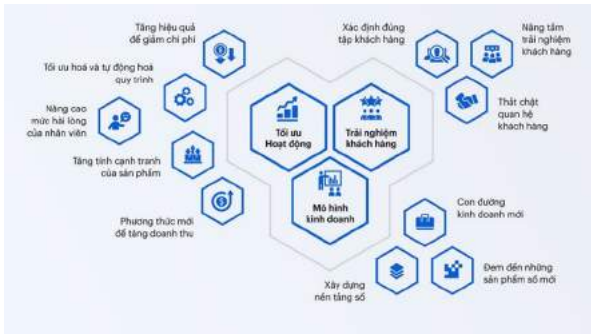 Tăng hiệu quả
để giảm chi phí
Tối ưu hoá và tự động hoá
quy trình
Nâng cao
mức hài lòng
của nhân viên
Tăng tính cạnh tranh
của sản phẩm
Phương thức mới
để tăng doanh thu
Tối ưu
Hoạt động
Trải nghiệm
khách hàng
Mô hình
kinh doanh
Xác định đúng
tập khách hàng
Nâng tầm
trải nghiệm
khách hàng
Thắt chặt
quan hệ
khach hàng
Con đường
kinh doanh mới
Đem đến những
sản phẩm số mới
Xây dựng
nền tảng số